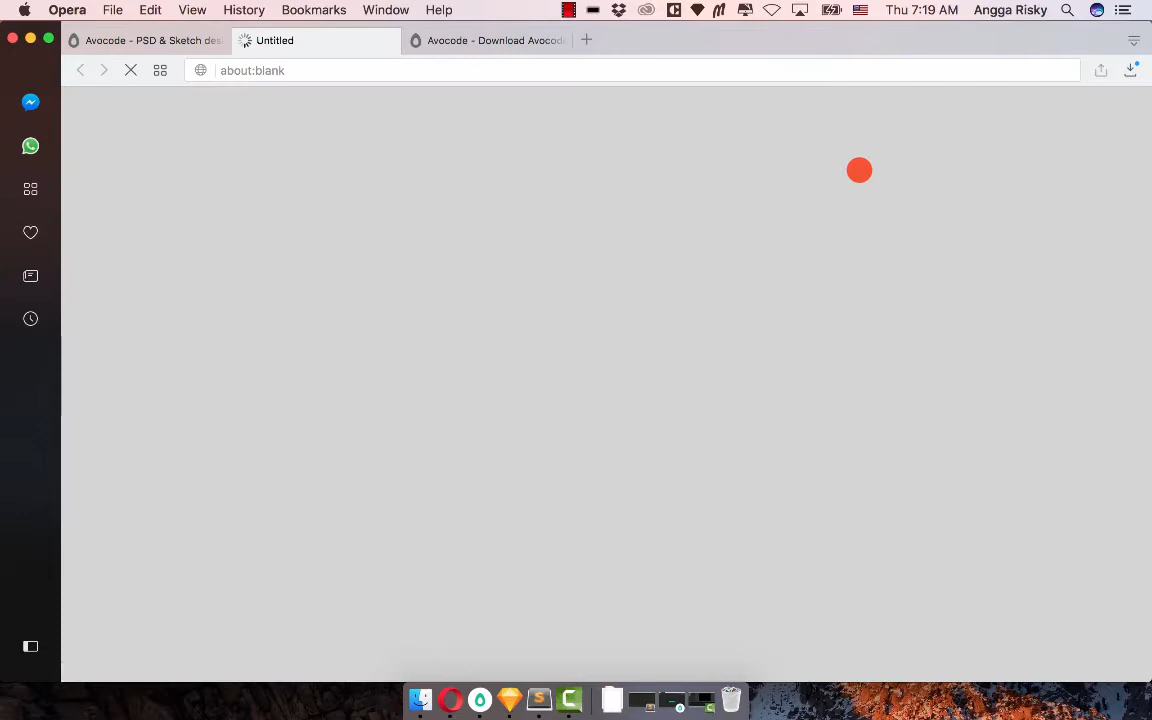 Opera File Edit View History Bookmarks Window Help Thu 7:19 AM Angga Risky
Avocode - PSD & Sketch des Untitled Avocode - Download Avocode
about:blank